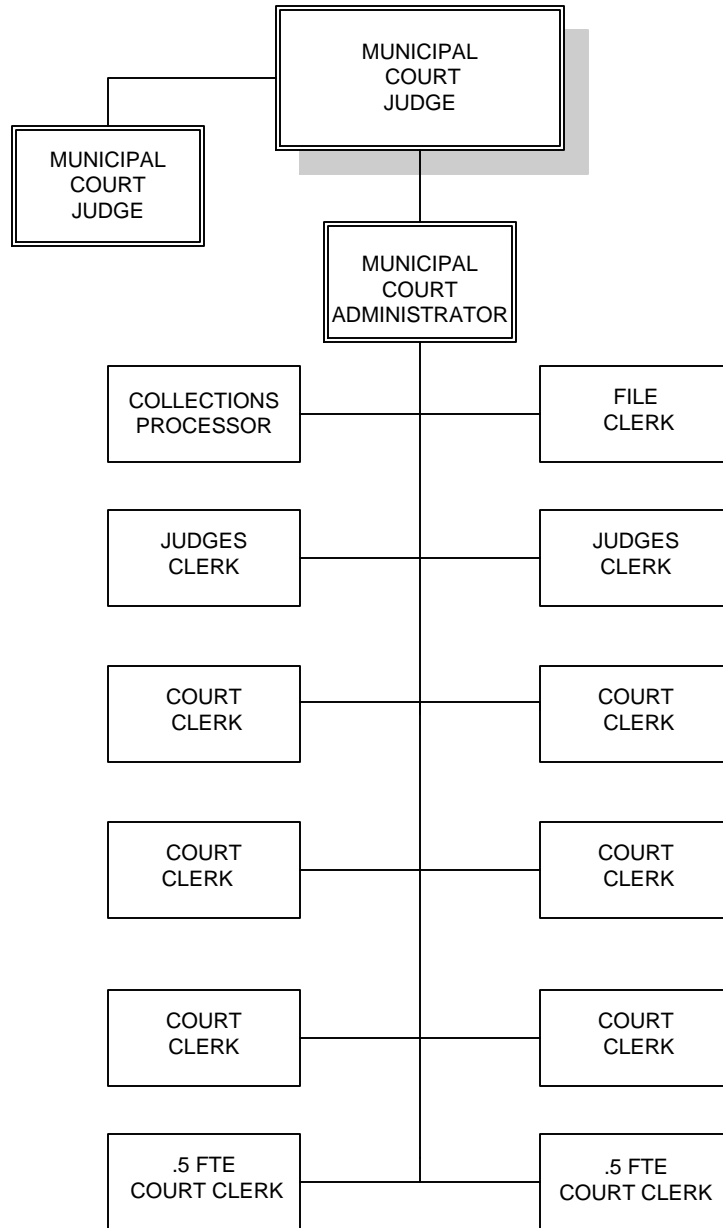 MUNICIPAL
COURT
JUDGE
MUNICIPAL
COURT
JUDGE
MUNICIPAL
COURT
ADMINISTRATOR
COLLECTIONS
PROCESSOR
FILE
CLERK
JUDGES
CLERK
JUDGES
CLERK
COURT
CLERK
COURT
CLERK
COURT
CLERK
COURT
CLERK
COURT
CLERK
COURT
CLERK
.5 FTE
COURT CLERK
.5 FTE
COURT CLERK